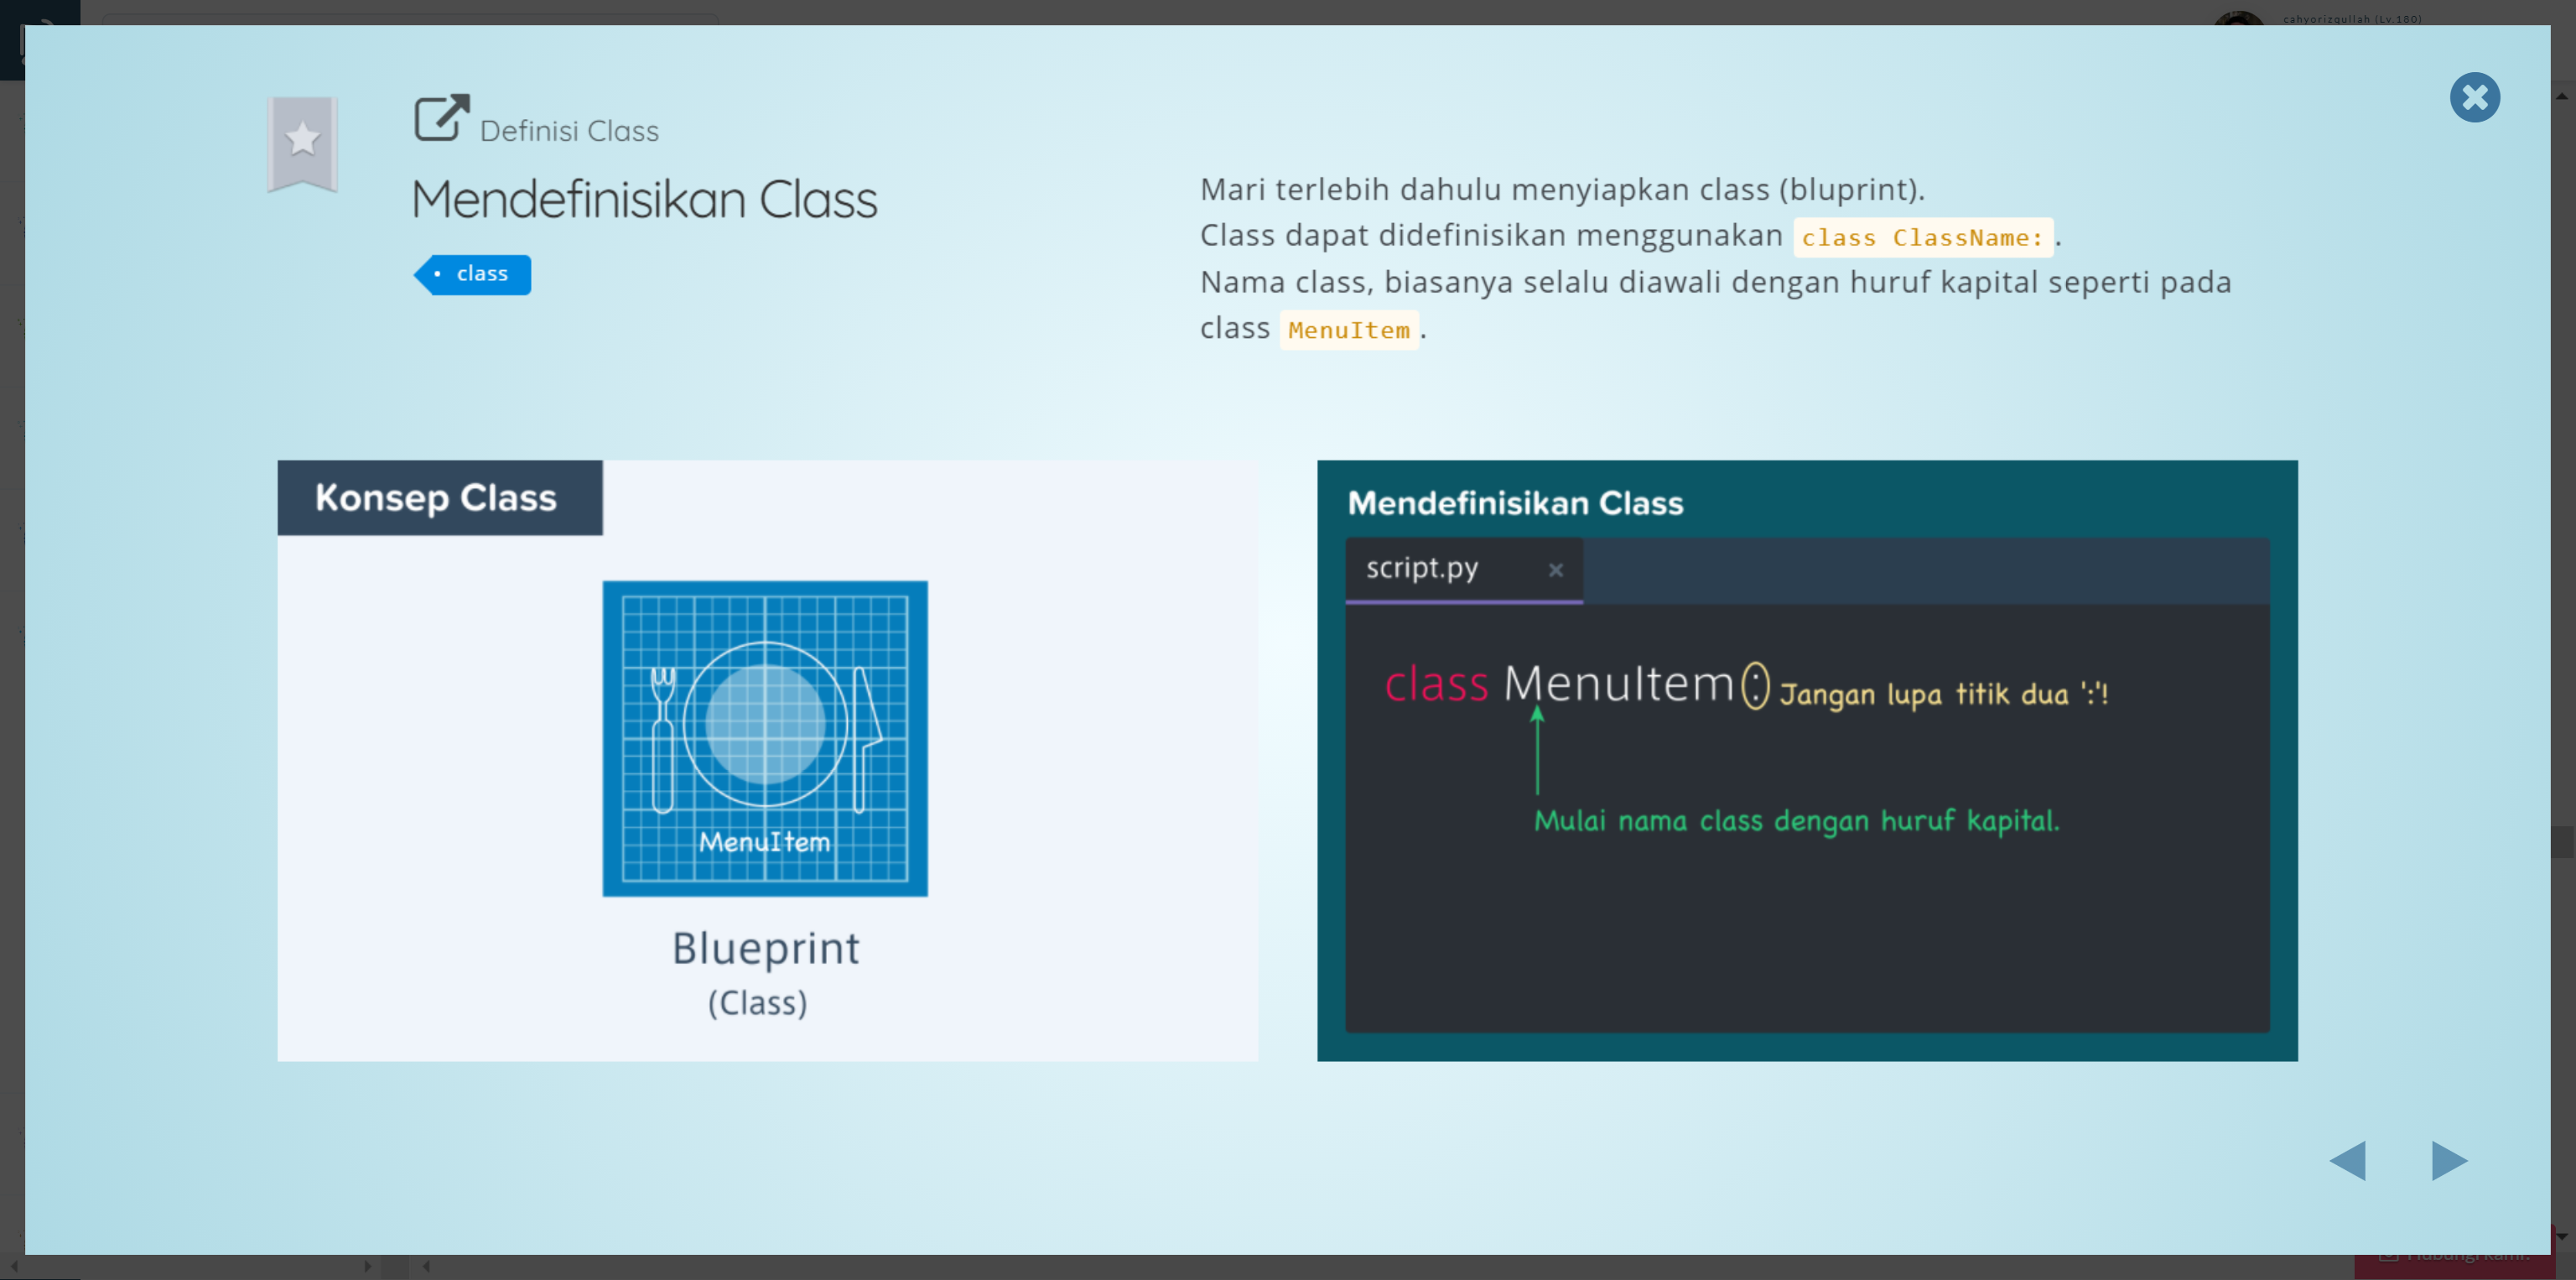 cahyorizqullah (Lv.180)
Definisi Class
Mendefinisikan Class
class
Mari terlebih dahulu menyiapkan class (bluprint).
Class dapat didefinisikan menggunakan class ClassName: .
Nama class, biasanya selalu diawali dengan huruf kapital seperti pada
class MenuItem .
Konsep Class
MenuItem
Blueprint
(Class)
Mendefinisikan Class
script.py ×
class MenuItem: Jangan lupa titik dua ':'!
Mulai nama class dengan huruf kapital.
Hubungi kami!